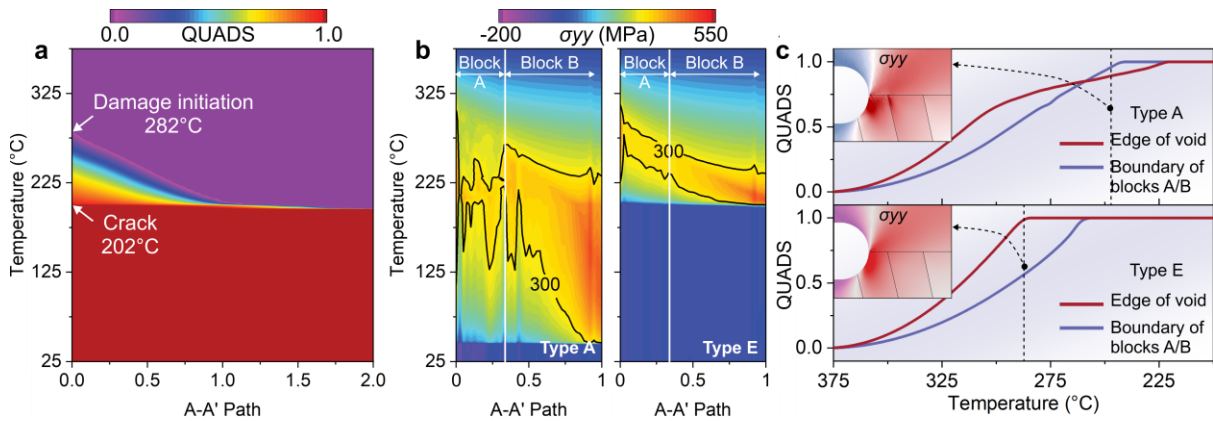 0.0 QUADS 1.0
-200 σyy (MPa) 550
a
Temperature (°C)
325
225
125
25
Damage initiation
282°C
Crack
202°C
0.0 0.5 1.0 1.5 2.0
A-A' Path
b
Temperature (°C)
325
225
125
25
Block
A
Block B
300
Type A
0 0.5 1
A-A' Path
Block
A
Block B
300
Type E
0 0.5 1
A-A' Path
c
QUADS
1.0
0.5
0.0
σyy
Type A
Edge of void
Boundary of
blocks A/B
QUADS
1.0
0.5
0.0
σyy
Type E
Edge of void
Boundary of
blocks A/B
375 325 275 225
Temperature (°C)